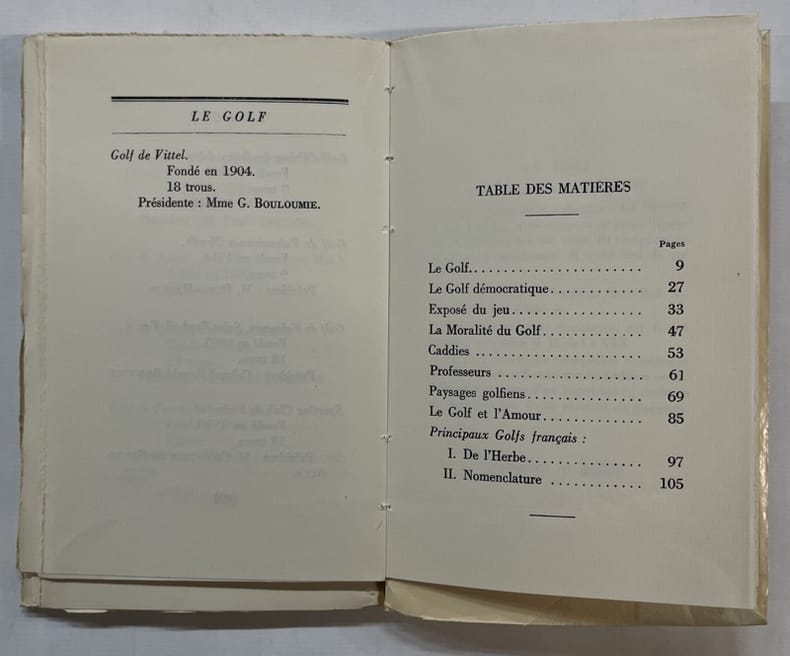 LE GOLF
Golf de Vittel.
Fondé en 1904.
18 trous.
Présidente : Mme G. BOULOUMIE.
TABLE DES MATIÈRES
Pages
Le Golf........................ 9
Le Golf démocratique............ 27
Exposé du jeu................. 33
La Moralité du Golf............. 47
Caddies ...................... 53
Professeurs ................... 61
Paysages golfiens............... 69
Le Golf et l'Amour............. 85
Principaux Golfs français :
I. De l'Herbe............... 97
II. Nomenclature ............ 105